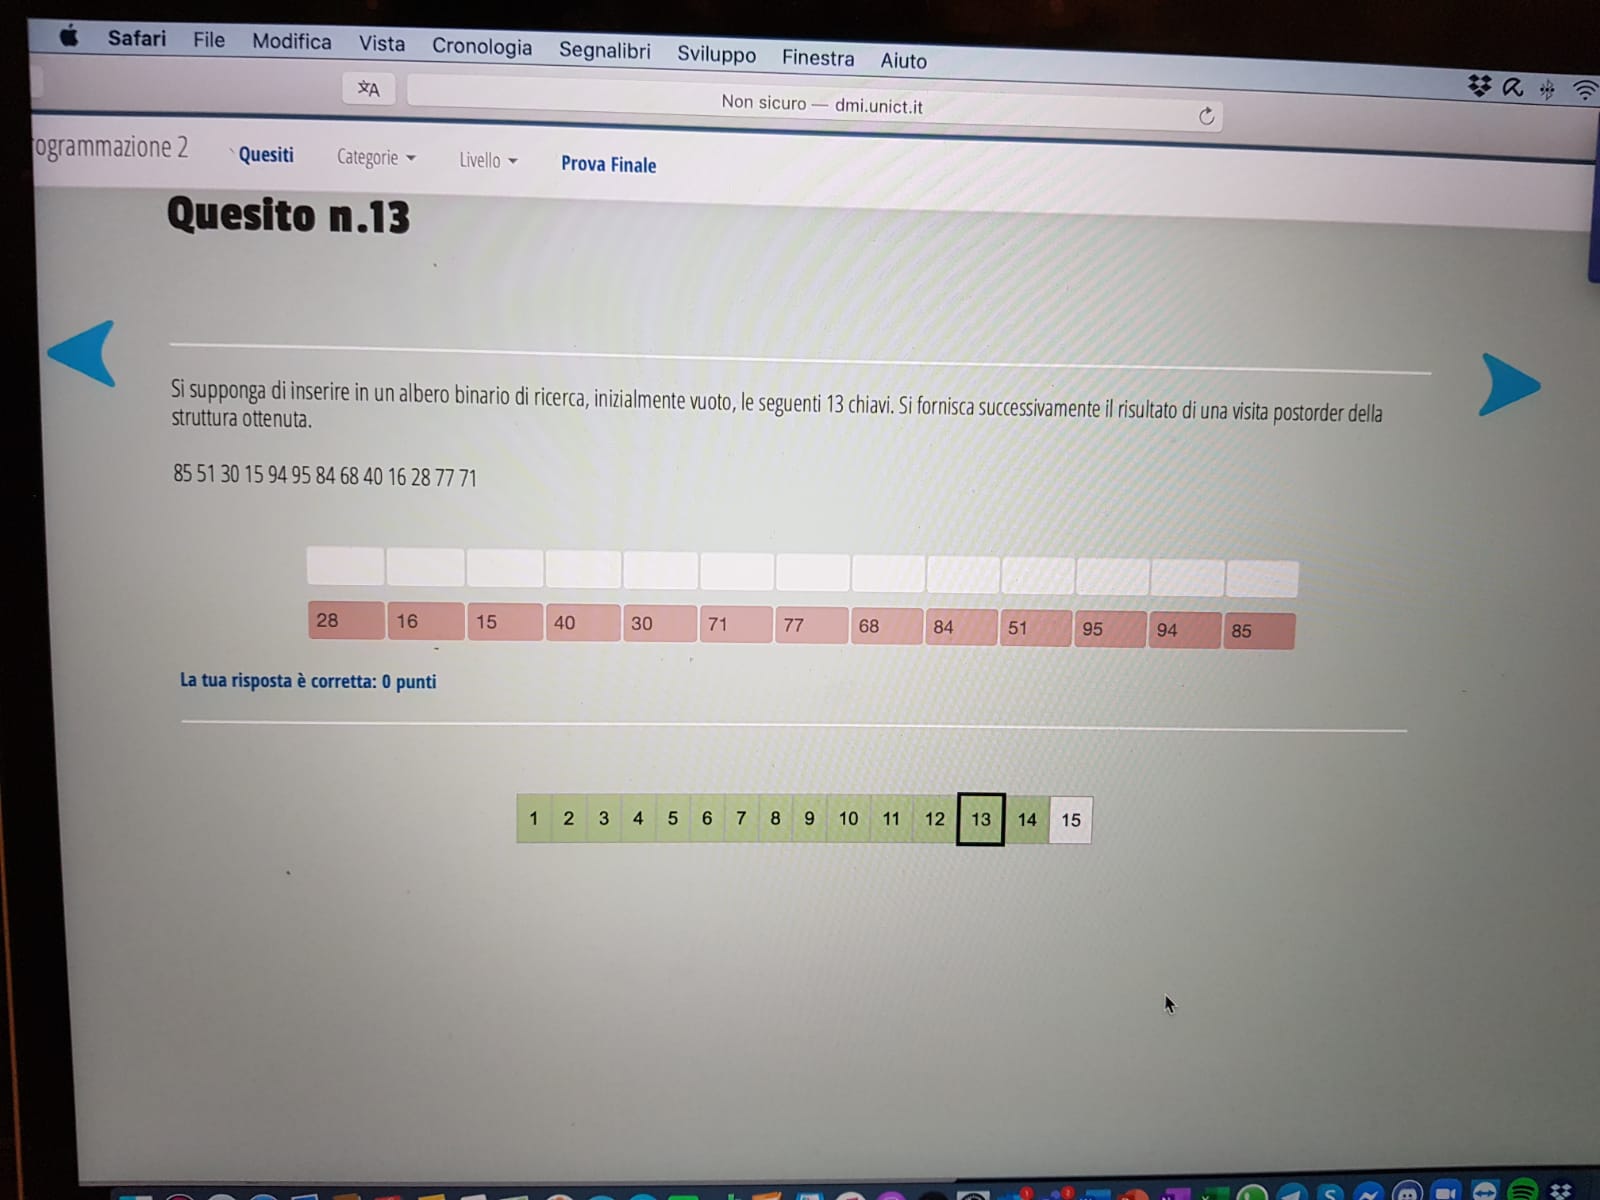 Safari File Modifica Vista Cronologia Segnalibri Sviluppo Finestra Aiuto
Non sicuro — dmi.unict.it
ogrammazione 2 Quesiti Categorie Livello Prova Finale
Quesito n.13
Si supponga di inserire in un albero binario di ricerca, inizialmente vuoto, le seguenti 13 chiavi. Si fornisca successivamente il risultato di una visita postorder della
struttura ottenuta.
85 51 30 15 94 95 84 68 40 16 28 77 71
28 16 15 40 30 71 77 68 84 51 95 94 85
La tua risposta è corretta: 0 punti
1 2 3 4 5 6 7 8 9 10 11 12 13 14 15